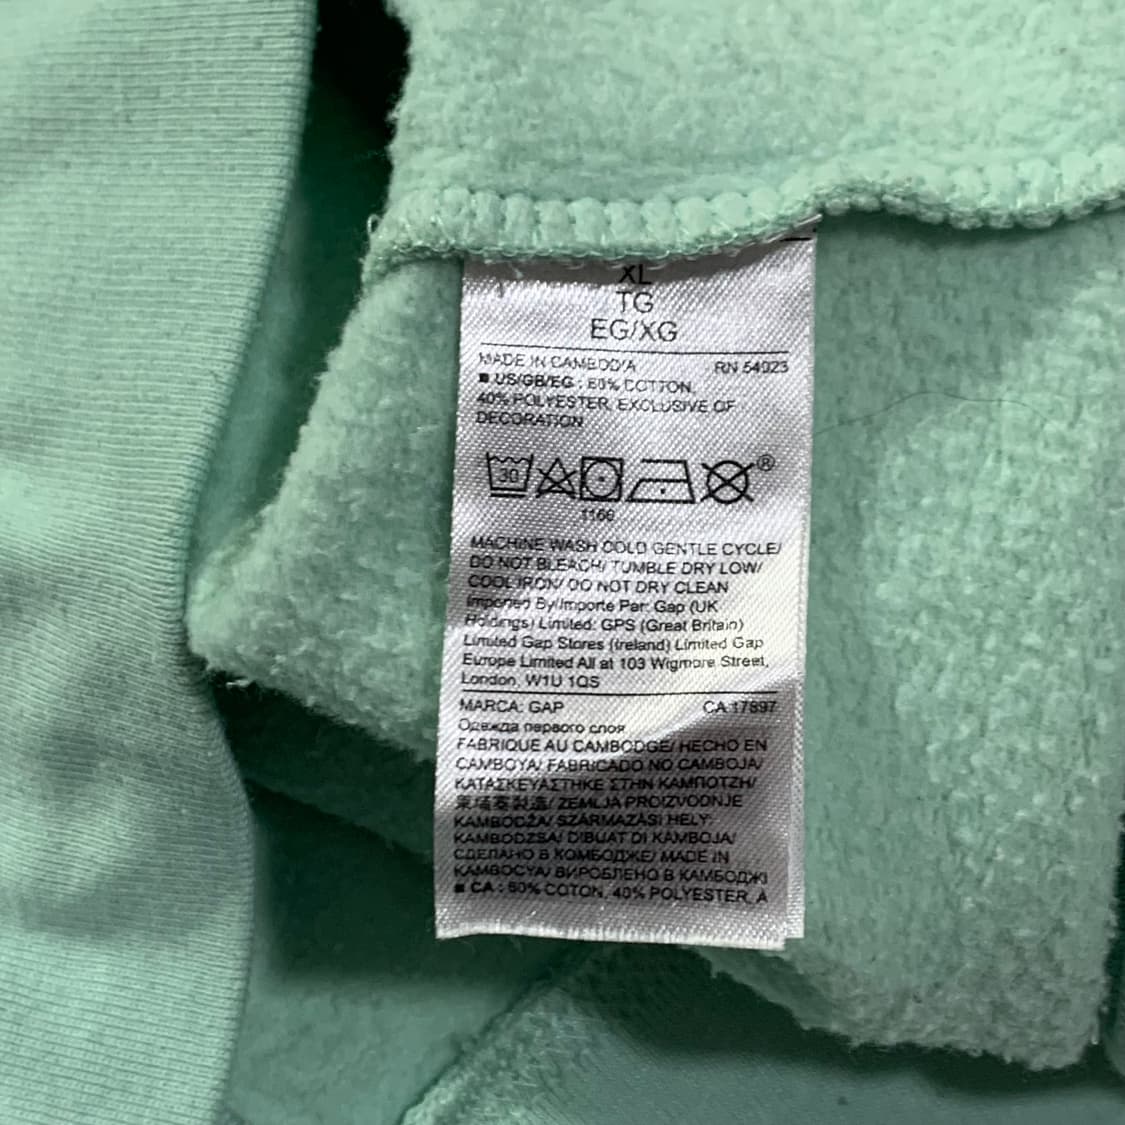 XL
TG
EG/XG
MADE IN CAMBODIA RN 54023
■ US/GB/EG : 60% COTTON,
40% POLYESTER, EXCLUSIVE OF
DECORATION
30 ®
1166
MACHINE WASH COLD GENTLE CYCLE/
DO NOT BLEACH/ TUMBLE DRY LOW/
COOL IRON/ DO NOT DRY CLEAN
Imported By/Importe Par: Gap (UK
Holdings) Limited: GPS (Great Britain)
Limited Gap Stores (Ireland) Limited Gap
Europe Limited All at 103 Wigmore Street,
London, W1U 1QS
MARCA: GAP CA 17897
Одежда первого слоя
FABRIQUE AU CAMBODGE/ HECHO EN
CAMBOYA/ FABRICADO NO CAMBOJA/
ΚΑΤΑΣΚΕΥΑΣΤΗΚΕ ΣΤΗΝ ΚΑΜΠΟΤΖΗ/
柬埔寨製造/ ZEMLJA PROIZVODNJE
KAMBODŽA/ SZÁRMAZÁSI HELY:
KAMBODZSA/ DIBUAT DI KAMBOJA/
СДЕЛАНО В КОМБОДЖЕ/ MADE IN
KAMBOCYA/ ВИРОБЛЕНО В КАМБОДЖІ
■ CA : 60% COTON, 40% POLYESTER, A